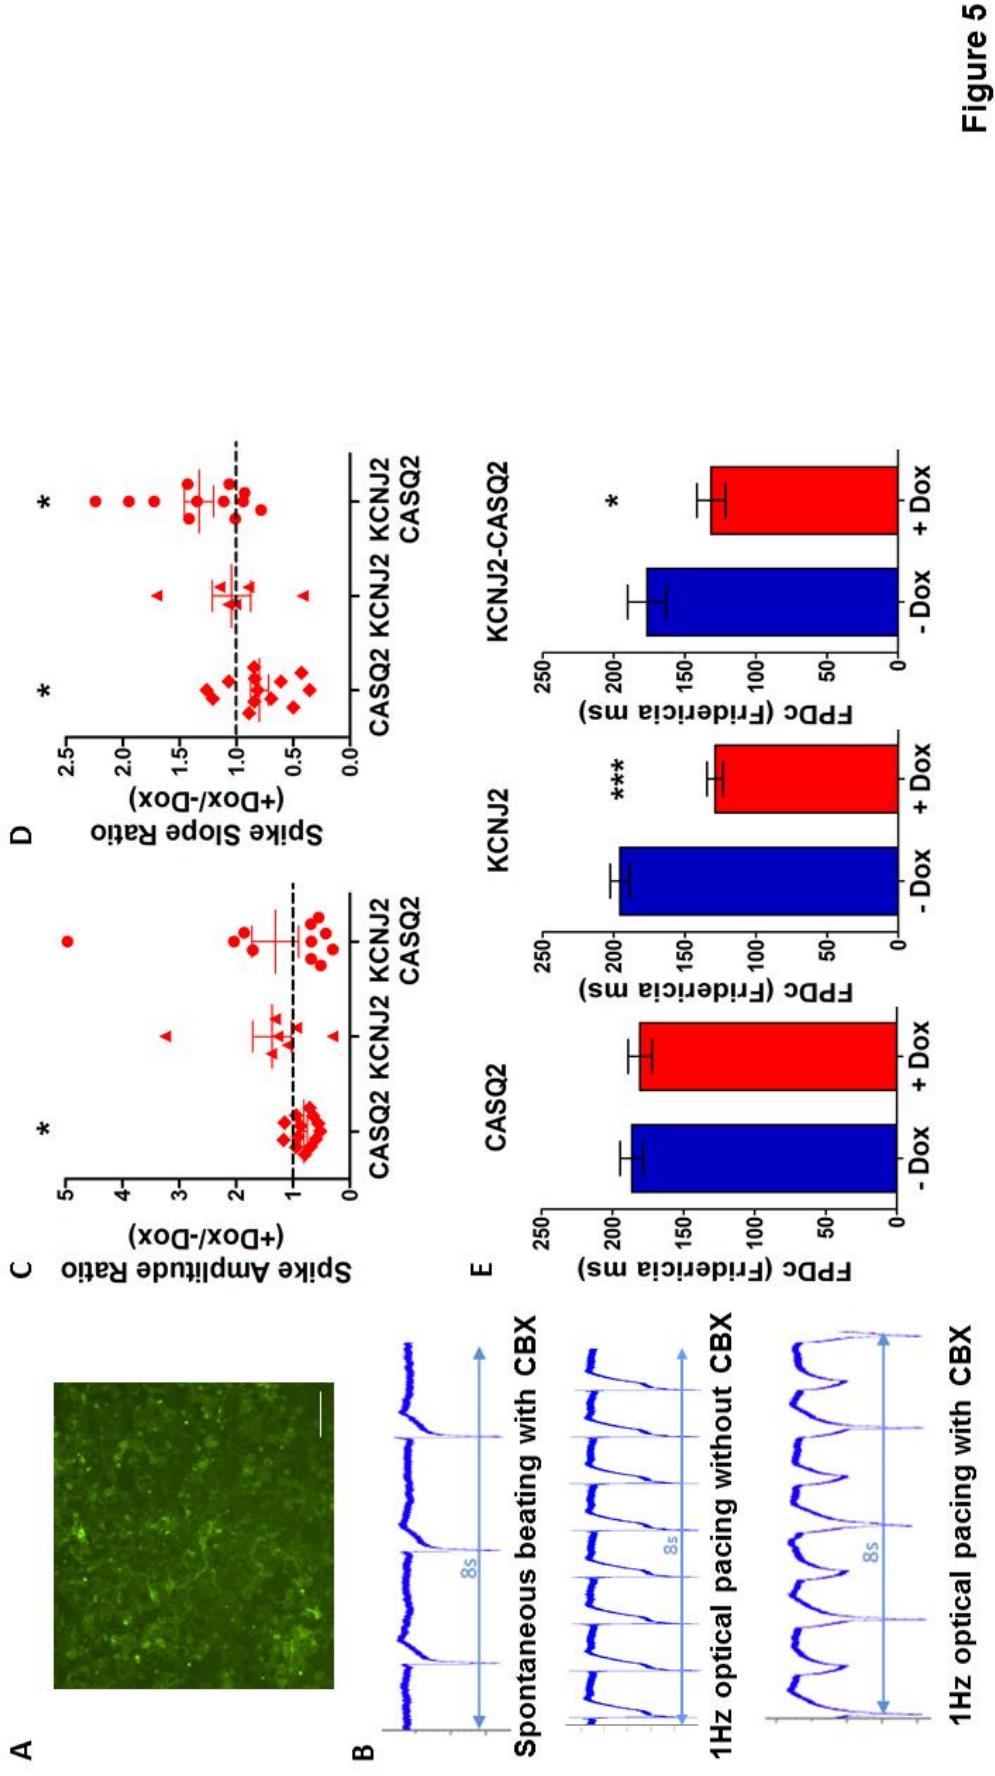 A
B
8s
Spontaneous beating with CBX
8s
1Hz optical pacing without CBX
8s
1Hz optical pacing with CBX
C
Spike Amplitude Ratio
(+Dox/-Dox)
5
4
3
2
1
0
*
CASQ2 KCNJ2 KCNJ2
CASQ2
D
Spike Slope Ratio
(+Dox/-Dox)
2.5
2.0
1.5
1.0
0.5
0.0
* *
CASQ2 KCNJ2 KCNJ2
CASQ2
E
CASQ2
FPDc (Fridericia ms)
250
200
150
100
50
0
- Dox + Dox
KCNJ2
FPDc (Fridericia ms)
250
200
150
100
50
0
***
- Dox + Dox
KCNJ2-CASQ2
FPDc (Fridericia ms)
250
200
150
100
50
0
*
- Dox + Dox
Figure 5